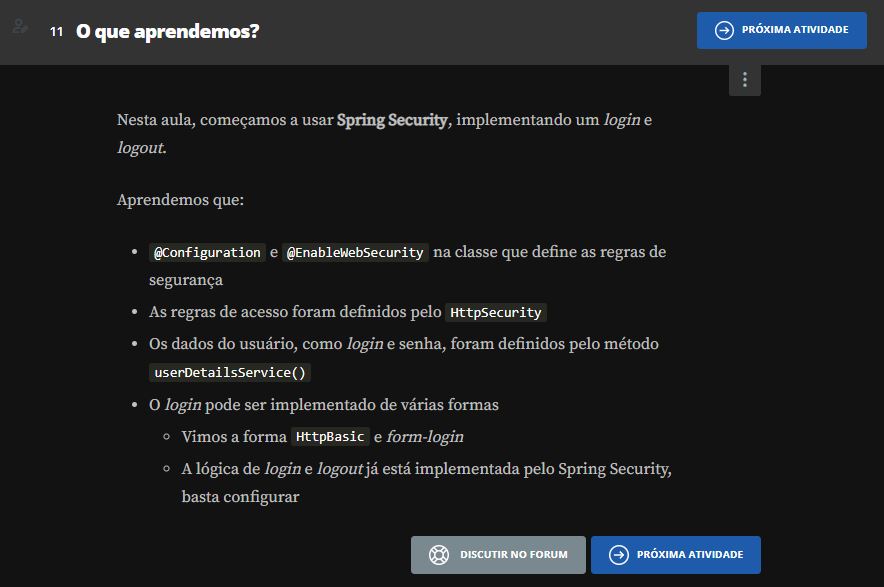 11 O que aprendemos?
PRÓXIMA ATIVIDADE
Nesta aula, começamos a usar Spring Security, implementando um login e
logout.
Aprendemos que:
@Configuration e @EnableWebSecurity na classe que define as regras de
segurança
As regras de acesso foram definidos pelo HttpSecurity
Os dados do usuário, como login e senha, foram definidos pelo método
userDetailsService()
O login pode ser implementado de várias formas
Vimos a forma HttpBasic e form-login
A lógica de login e logout já está implementada pelo Spring Security,
basta configurar
DISCUTIR NO FORUM
PRÓXIMA ATIVIDADE